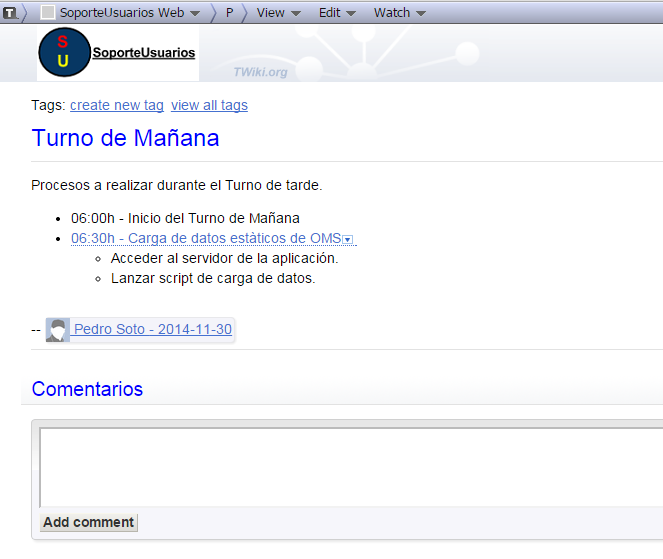 T SoporteUsuarios Web P View Edit Watch
S
U
SoporteUsuarios
TWiki.org
Tags: create new tag view all tags
Turno de Mañana
Procesos a realizar durante el Turno de tarde.
• 06:00h - Inicio del Turno de Mañana
• 06:30h - Carga de datos estàticos de OMS
◦ Acceder al servidor de la aplicación.
◦ Lanzar script de carga de datos.
-- Pedro Soto - 2014-11-30
Comentarios
Add comment